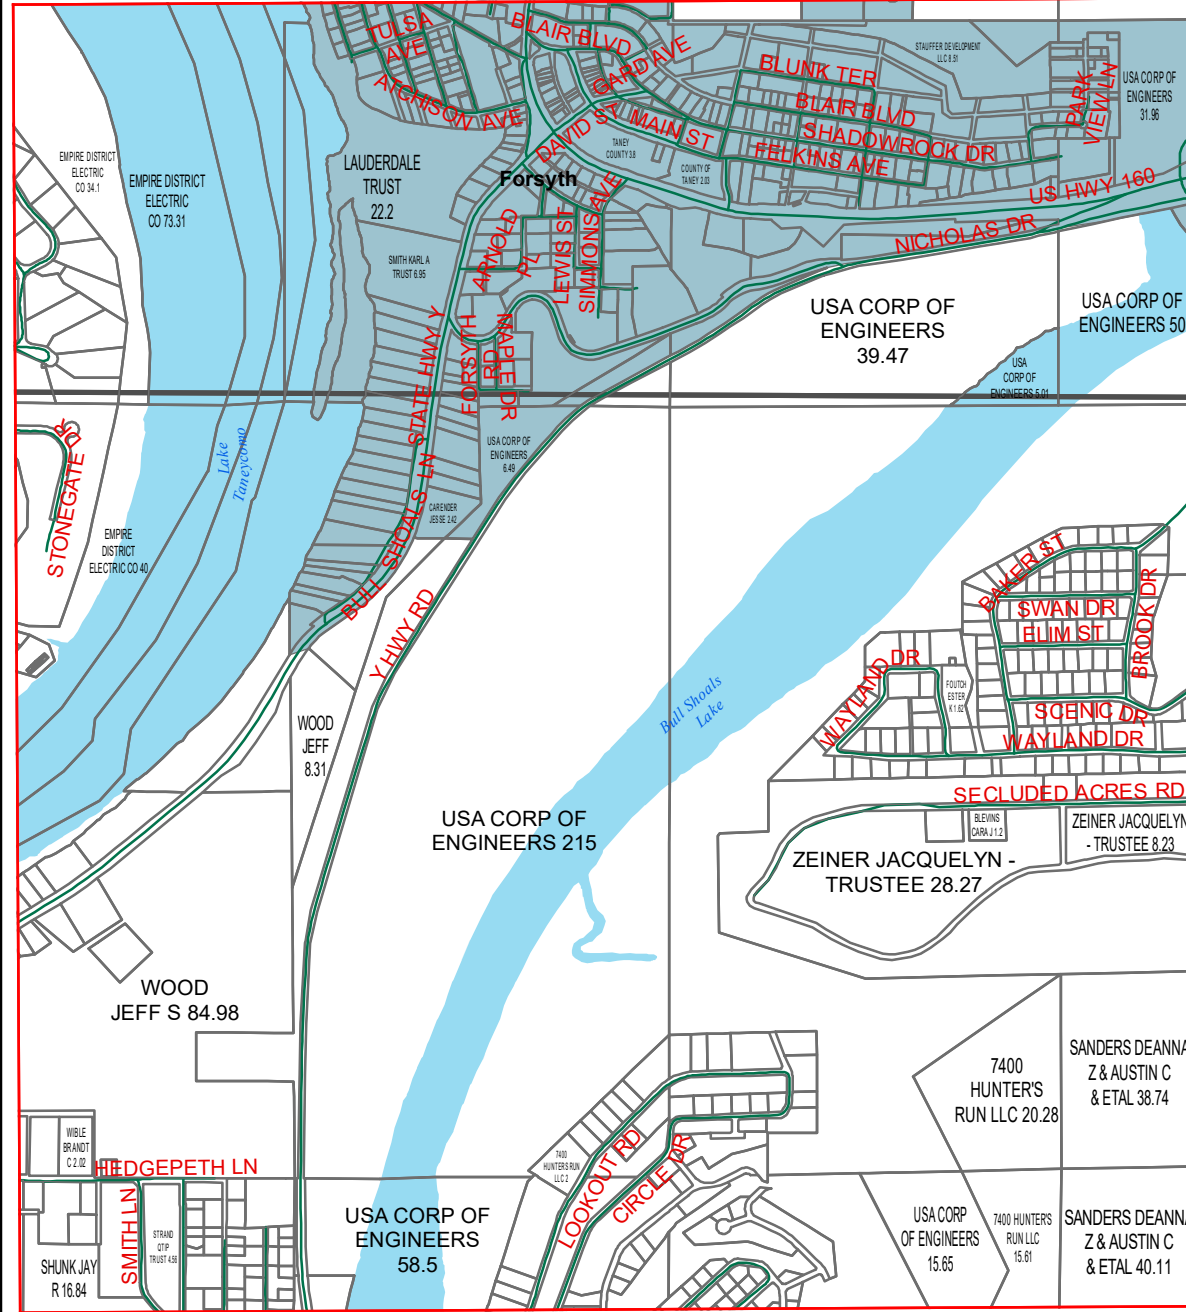 TULSA
AVE
BLAIR BLVD
GARD AVE
ATCHISON AVE
DAVID ST
MAIN ST
BLUNK TER
BLAIR BLVD
SHADOWROCK DR
FELKINS AVE
STAUFFER DEVELOPMENT
LLC 8.51
PARK
VIEW LN
USA CORP OF
ENGINEERS
31.96
TANEY
COUNTY 3.8
COUNTY OF
TANEY 2.03
US HWY 160
NICHOLAS DR
EMPIRE DISTRICT
ELECTRIC
CO 34.1
EMPIRE DISTRICT
ELECTRIC
CO 73.31
LAUDERDALE
TRUST
22.2
Forsyth
SMITH KARL A
TRUST 6.95
ARNOLD
PL
LEWIS ST
SIMMONS AVE
STATE HWY Y
FORSYTH
RD
MAPLE DR
USA CORP OF
ENGINEERS
39.47
USA CORP OF
ENGINEERS 50
USA
CORP OF
ENGINEERS 5.01
STONEGATE DR
Lake
Taneycomo
USA CORP OF
ENGINEERS
6.49
CARENDER
JESSE 2.42
BULL SHOALS LN
EMPIRE
DISTRICT
ELECTRIC CO 40
Y HWY RD
BAKER ST
SWAN DR
ELIM ST
BROOK DR
WAYLAND DR
FOUTCH
ESTER
K 1.62
SCENIC DR
WAYLAND DR
Bull Shoals
Lake
WOOD
JEFF
8.31
SECLUDED ACRES RD
BLEVINS
CARA J 1.2
ZEINER JACQUELYN
- TRUSTEE 8.23
USA CORP OF
ENGINEERS 215
ZEINER JACQUELYN -
TRUSTEE 28.27
WOOD
JEFF S 84.98
7400
HUNTER'S
RUN LLC 20.28
SANDERS DEANNA
Z & AUSTIN C
& ETAL 38.74
WIBLE
BRANDT
C 2.02
HEDGEPETH LN
7400
HUNTERS RUN
LLC 2
LOOKOUT RD
CIRCLE DR
SMITH LN
STRAND
QTIP
TRUST 4.56
SHUNK JAY
R 16.84
USA CORP OF
ENGINEERS
58.5
USA CORP
OF ENGINEERS
15.65
7400 HUNTERS
RUN LLC
15.61
SANDERS DEANNA
Z & AUSTIN C
& ETAL 40.11